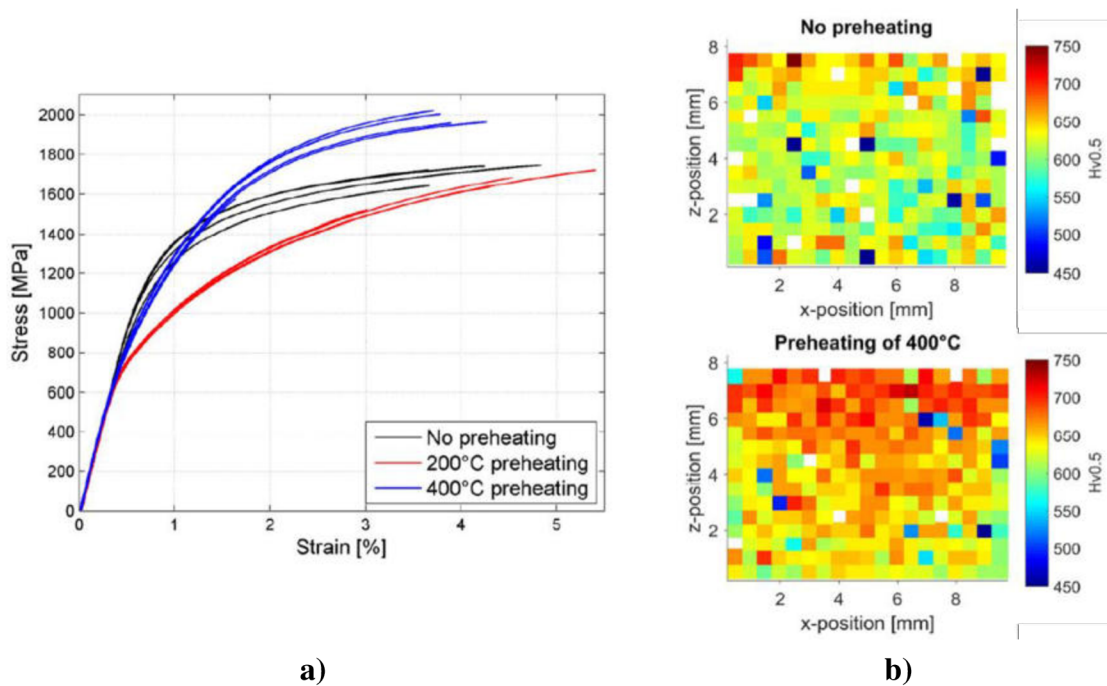 2000
1800
1600
1400
1200
1000
800
600
400
200
0
Stress [MPa]
0 1 2 3 4 5
Strain [%]
No preheating
200°C preheating
400°C preheating
a)
No preheating
8
6
4
2
z-position [mm]
2 4 6 8
x-position [mm]
750
700
650
600
550
500
450
Hv0.5
Preheating of 400°C
8
6
4
2
z-position [mm]
2 4 6 8
x-position [mm]
750
700
650
600
550
500
450
Hv0.5
b)